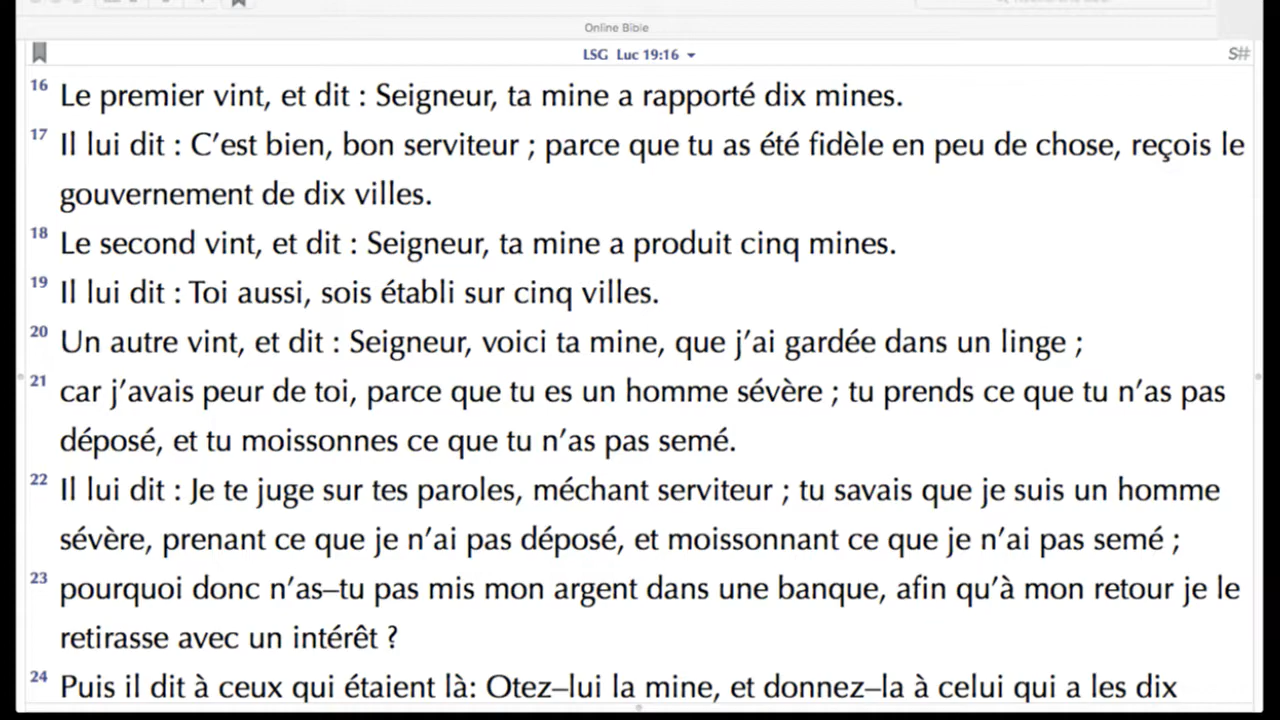 Online Bible
LSG Luc 19:16
S#
16 Le premier vint, et dit : Seigneur, ta mine a rapporté dix mines.
17 Il lui dit : C’est bien, bon serviteur ; parce que tu as été fidèle en peu de chose, reçois le
gouvernement de dix villes.
18 Le second vint, et dit : Seigneur, ta mine a produit cinq mines.
19 Il lui dit : Toi aussi, sois établi sur cinq villes.
20 Un autre vint, et dit : Seigneur, voici ta mine, que j’ai gardée dans un linge ;
21 car j’avais peur de toi, parce que tu es un homme sévère ; tu prends ce que tu n’as pas
déposé, et tu moissonnes ce que tu n’as pas semé.
22 Il lui dit : Je te juge sur tes paroles, méchant serviteur ; tu savais que je suis un homme
sévère, prenant ce que je n’ai pas déposé, et moissonnant ce que je n’ai pas semé ;
23 pourquoi donc n’as–tu pas mis mon argent dans une banque, afin qu’à mon retour je le
retirasse avec un intérêt ?
24 Puis il dit à ceux qui étaient là: Otez–lui la mine, et donnez–la à celui qui a les dix